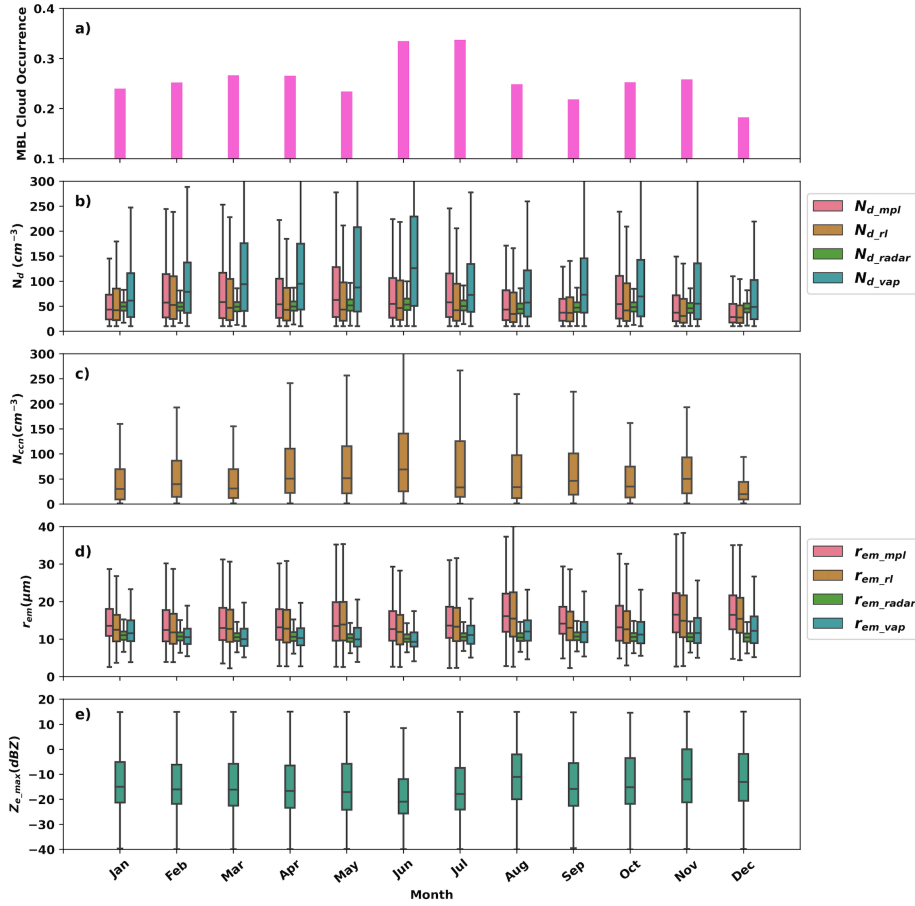 a)
MBL Cloud Occurrence
0.4
0.3
0.2
0.1
b)
N_d (cm⁻³)
300
250
200
150
100
50
0
N_d_mpl
N_d_rl
N_d_radar
N_d_vap
c)
N_ccn(cm⁻³)
300
250
200
150
100
50
0
d)
r_em(μm)
40
30
20
10
0
r_em_mpl
r_em_rl
r_em_radar
r_em_vap
e)
Z_e_max(dBZ)
20
10
0
−10
−20
−30
−40
Jan Feb Mar Apr May Jun Jul Aug Sep Oct Nov Dec
Month